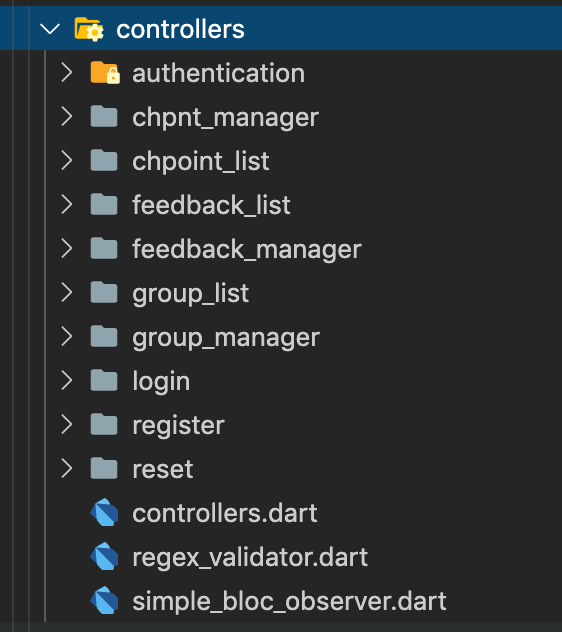 controllers
authentication
chpnt_manager
chpoint_list
feedback_list
feedback_manager
group_list
group_manager
login
register
reset
controllers.dart
regex_validator.dart
simple_bloc_observer.dart